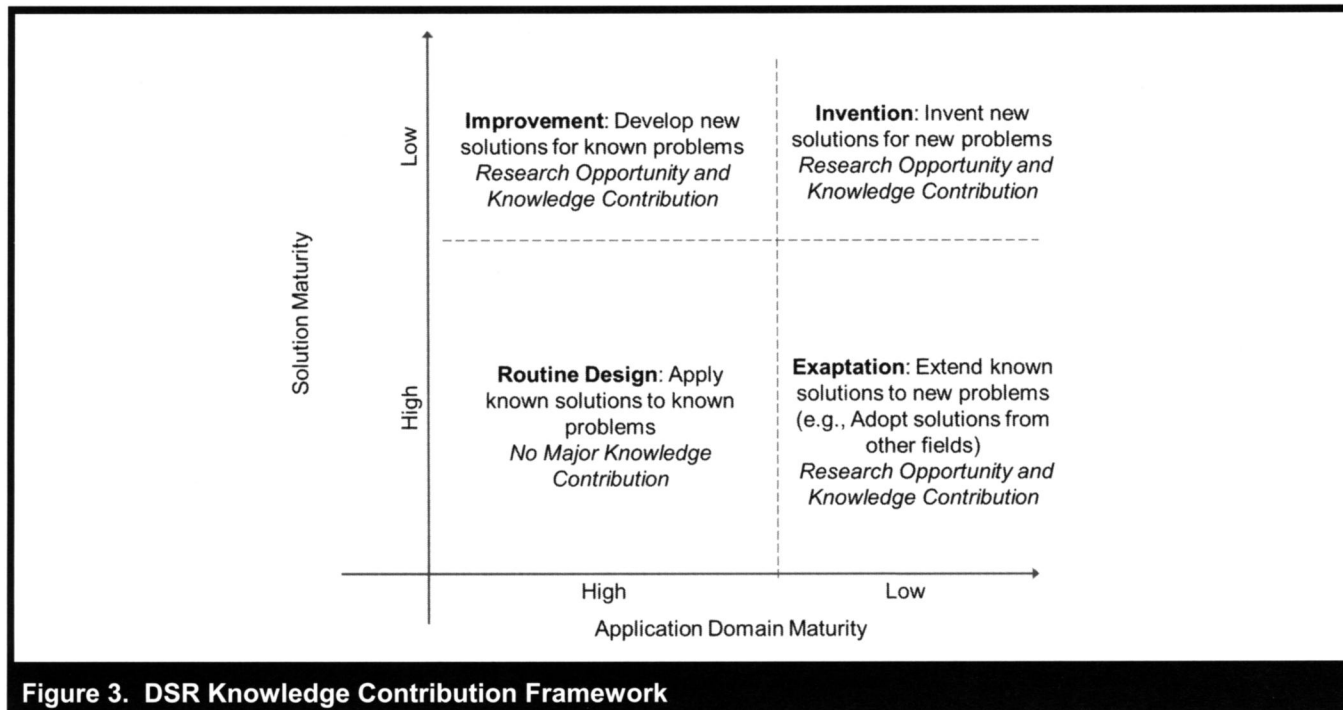 Solution Maturity
Low
High
Improvement: Develop new
solutions for known problems
Research Opportunity and
Knowledge Contribution
Invention: Invent new
solutions for new problems
Research Opportunity and
Knowledge Contribution
Routine Design: Apply
known solutions to known
problems
No Major Knowledge
Contribution
Exaptation: Extend known
solutions to new problems
(e.g., Adopt solutions from
other fields)
Research Opportunity and
Knowledge Contribution
High
Low
Application Domain Maturity
Figure 3. DSR Knowledge Contribution Framework